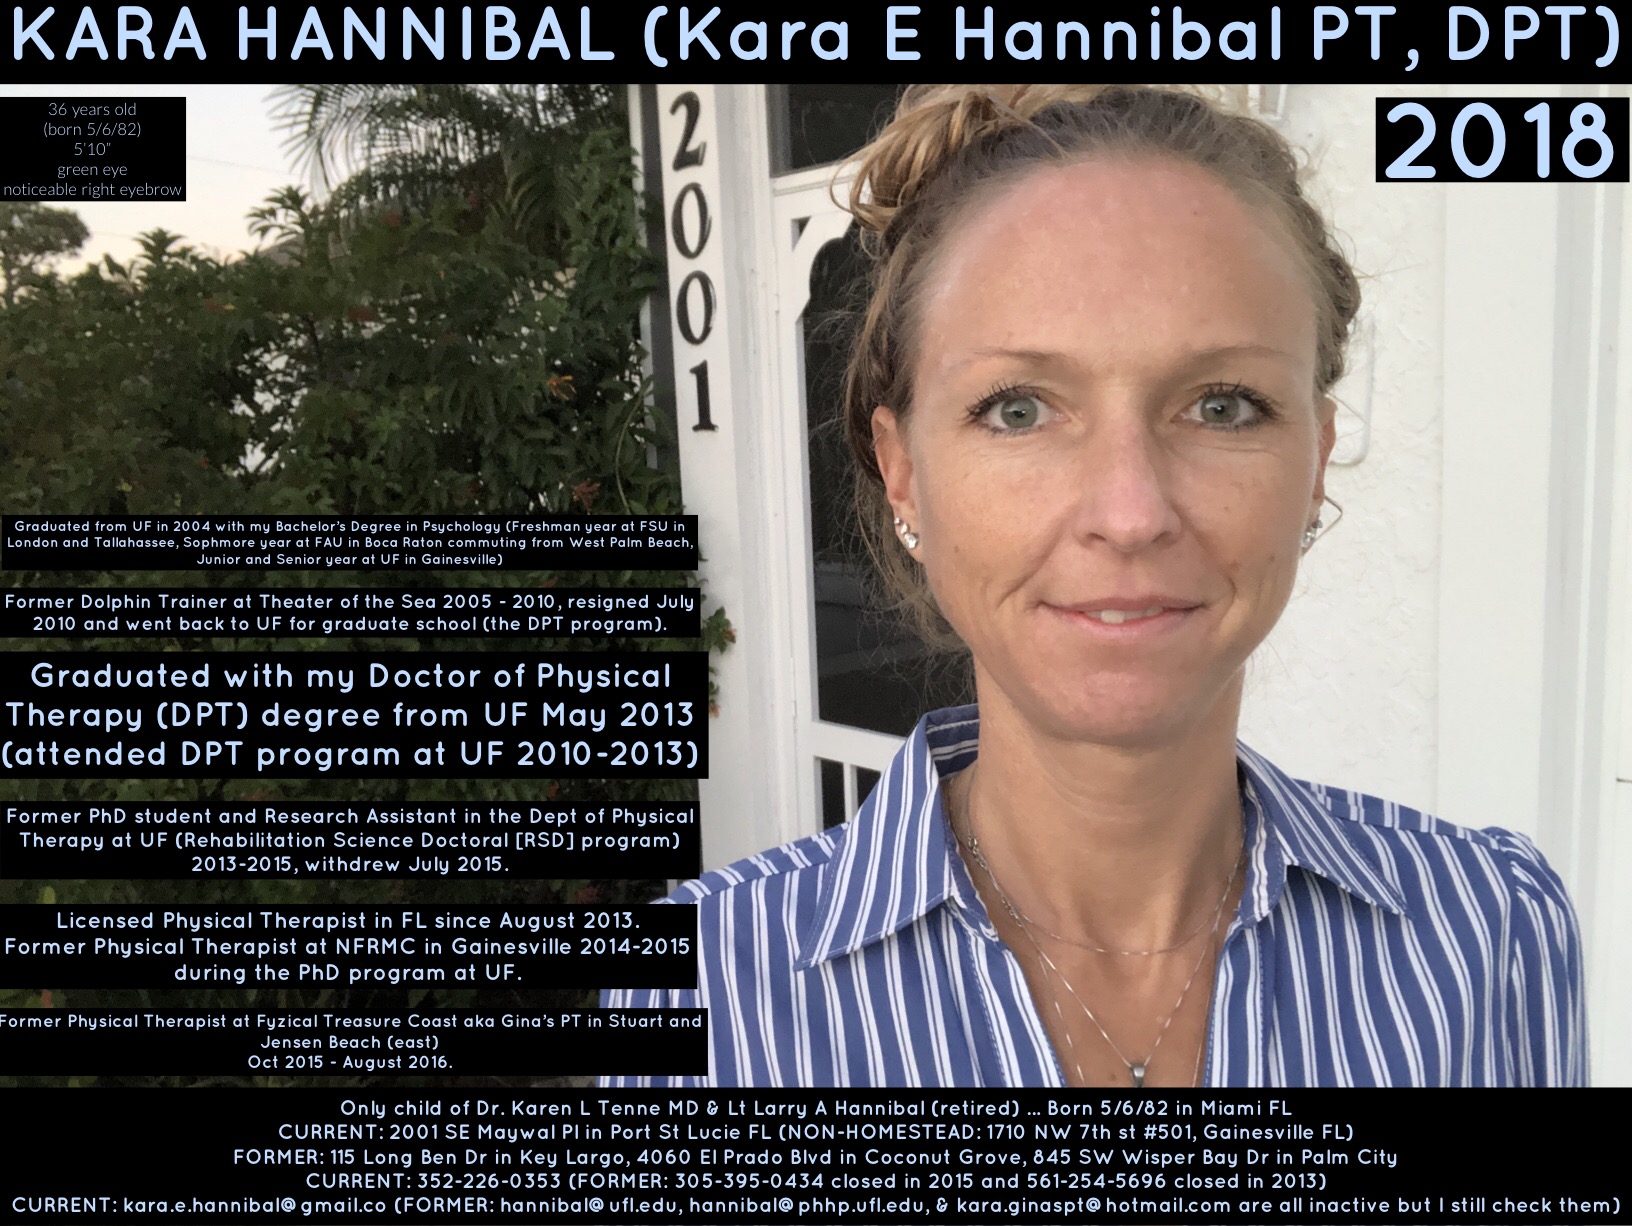 KARA HANNIBAL (Kara E Hannibal PT, DPT)
36 years old
(born 5/6/82)
5'10"
green eye
noticeable right eyebrow
2018
2001
Graduated from UF in 2004 with my Bachelor's Degree in Psychology (Freshman year at FSU in
London and Tallahassee, Sophmore year at FAU in Boca Raton commuting from West Palm Beach,
Junior and Senior year at UF in Gainesville)
Former Dolphin Trainer at Theater of the Sea 2005 - 2010, resigned July
2010 and went back to UF for graduate school (the DPT program).
Graduated with my Doctor of Physical
Therapy (DPT) degree from UF May 2013
(attended DPT program at UF 2010-2013)
Former PhD student and Research Assistant in the Dept of Physical
Therapy at UF (Rehabilitation Science Doctoral [RSD] program)
2013-2015, withdrew July 2015.
Licensed Physical Therapist in FL since August 2013.
Former Physical Therapist at NFRMC in Gainesville 2014-2015
during the PhD program at UF.
Former Physical Therapist at Fyzical Treasure Coast aka Gina's PT in Stuart and
Jensen Beach (east)
Oct 2015 - August 2016.
Only child of Dr. Karen L Tenne MD & Lt Larry A Hannibal (retired) ... Born 5/6/82 in Miami FL
CURRENT: 2001 SE Maywal Pl in Port St Lucie FL (NON-HOMESTEAD: 1710 NW 7th st #501, Gainesville FL)
FORMER: 115 Long Ben Dr in Key Largo, 4060 El Prado Blvd in Coconut Grove, 845 SW Wisper Bay Dr in Palm City
CURRENT: 352-226-0353 (FORMER: 305-395-0434 closed in 2015 and 561-254-5696 closed in 2013)
CURRENT: kara.e.hannibal@gmail.co (FORMER: hannibal@ufl.edu, hannibal@phhp.ufl.edu, & kara.ginaspt@hotmail.com are all inactive but I still check them)